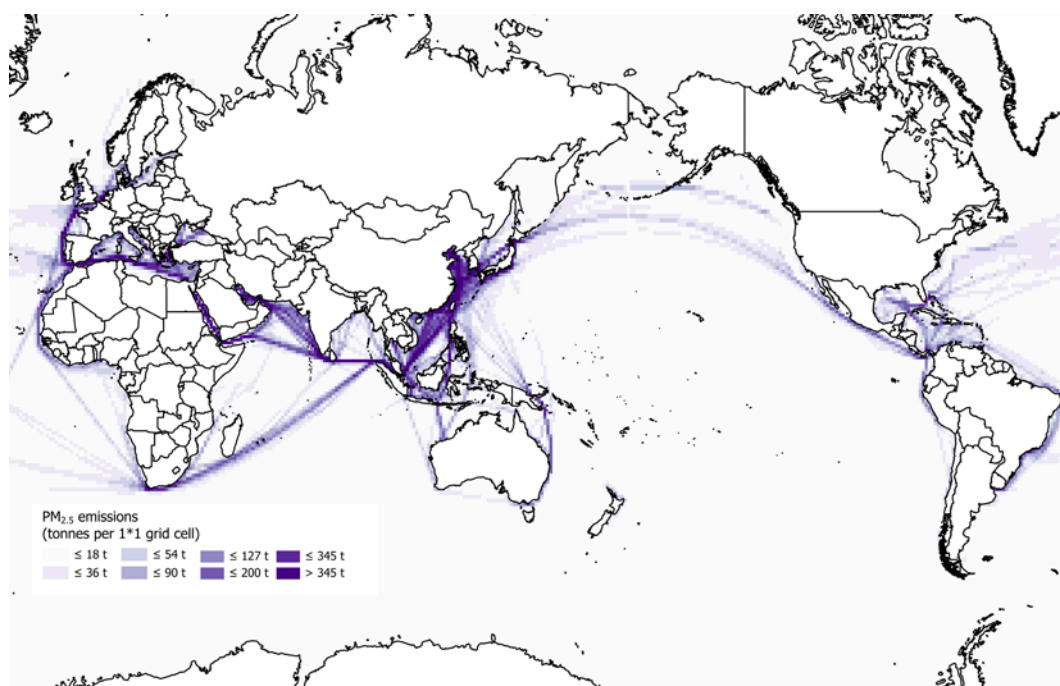 PM2.5 emissions
(tonnes per 1*1 grid cell)
≤ 18 t ≤ 54 t ≤ 127 t ≤ 345 t
≤ 36 t ≤ 90 t ≤ 200 t > 345 t